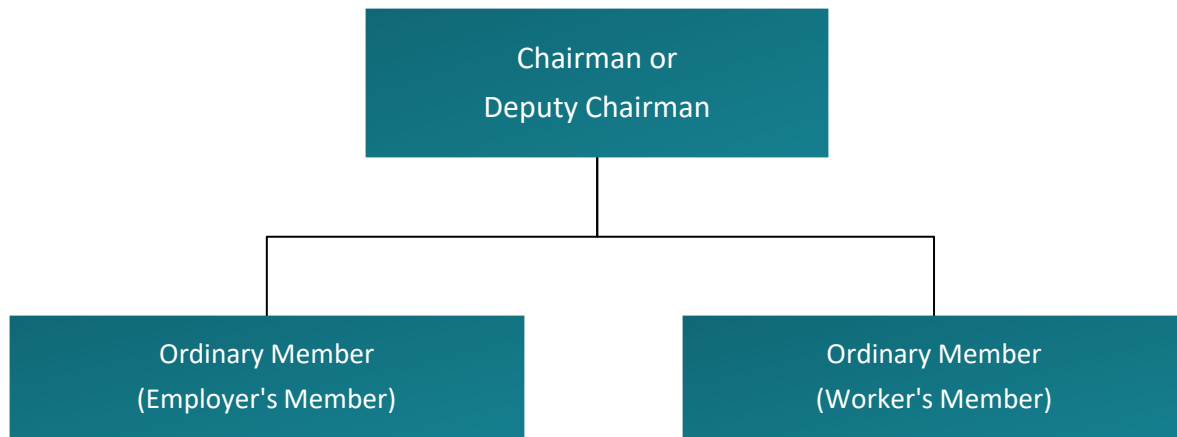 Chairman or
Deputy Chairman
Ordinary Member
(Employer's Member)
Ordinary Member
(Worker's Member)